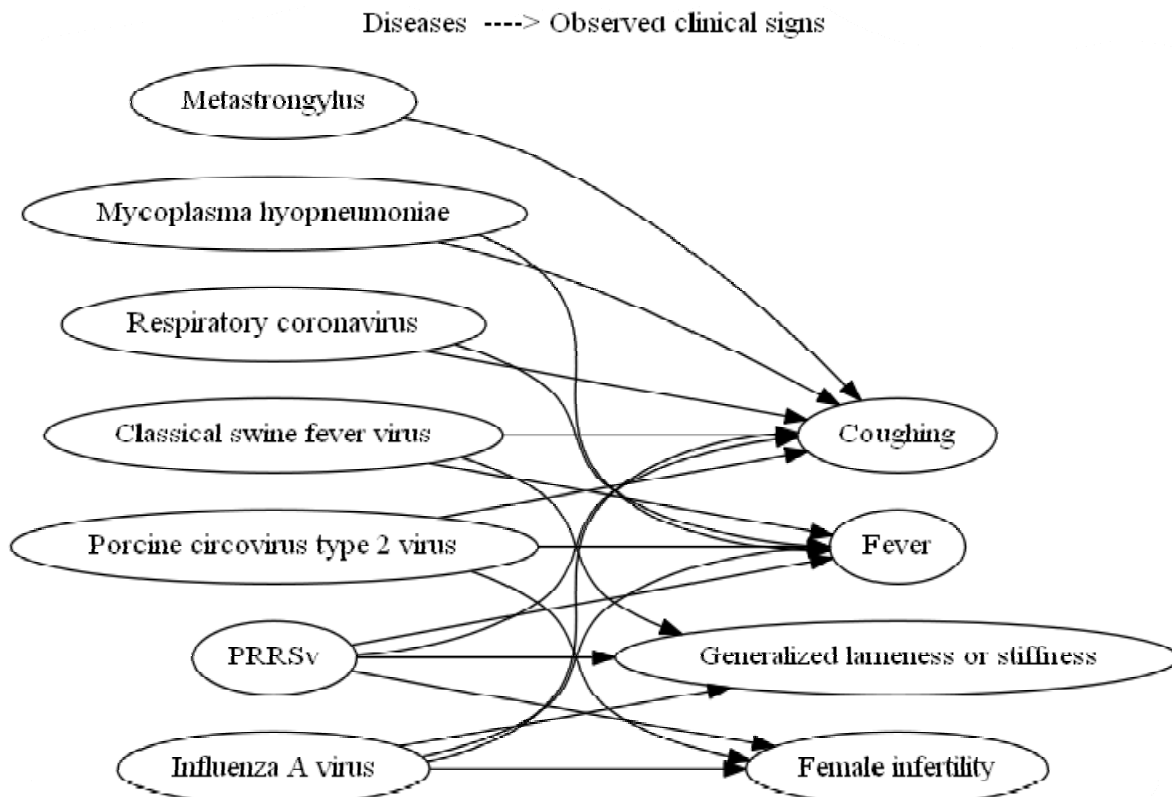 Diseases ----> Observed clinical signs
Metastrongylus
Mycoplasma hyopneumoniae
Respiratory coronavirus
Classical swine fever virus
Coughing
Porcine circovirus type 2 virus
Fever
PRRSv
Generalized lameness or stiffness
Influenza A virus
Female infertility